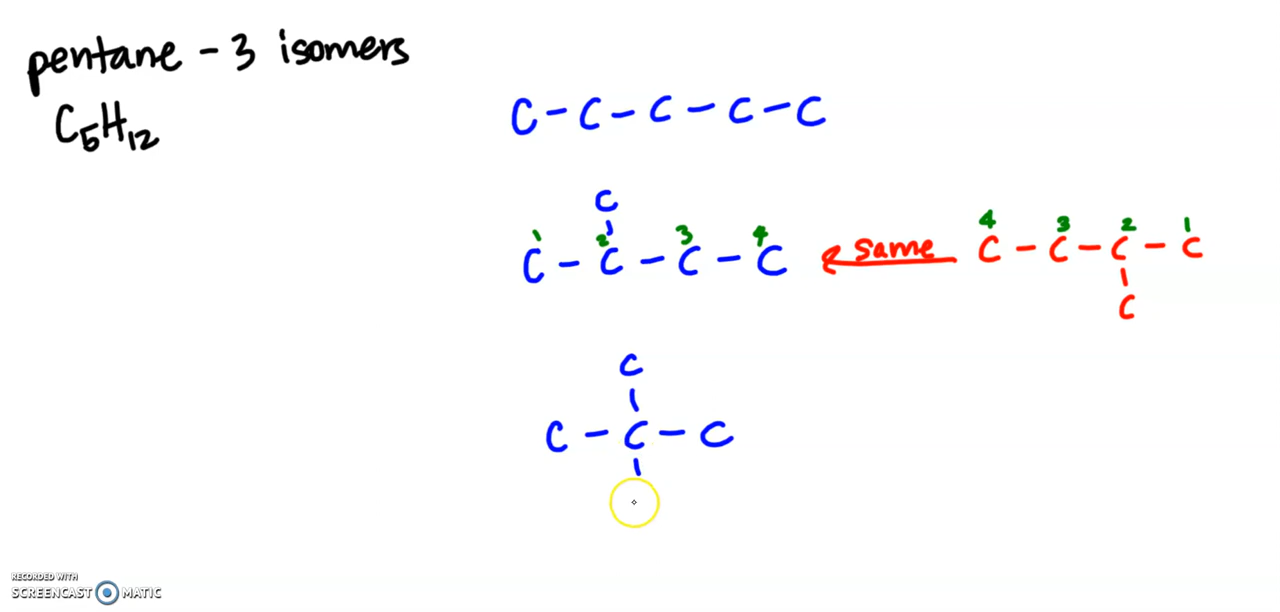 pentane - 3 isomers
C5H12
C - C - C - C - C
C
1 2 3 4
C - C - C - C
same
4 3 2 1
C - C - C - C
C
C
C - C - C
RECORDED WITH
SCREENCAST MATIC